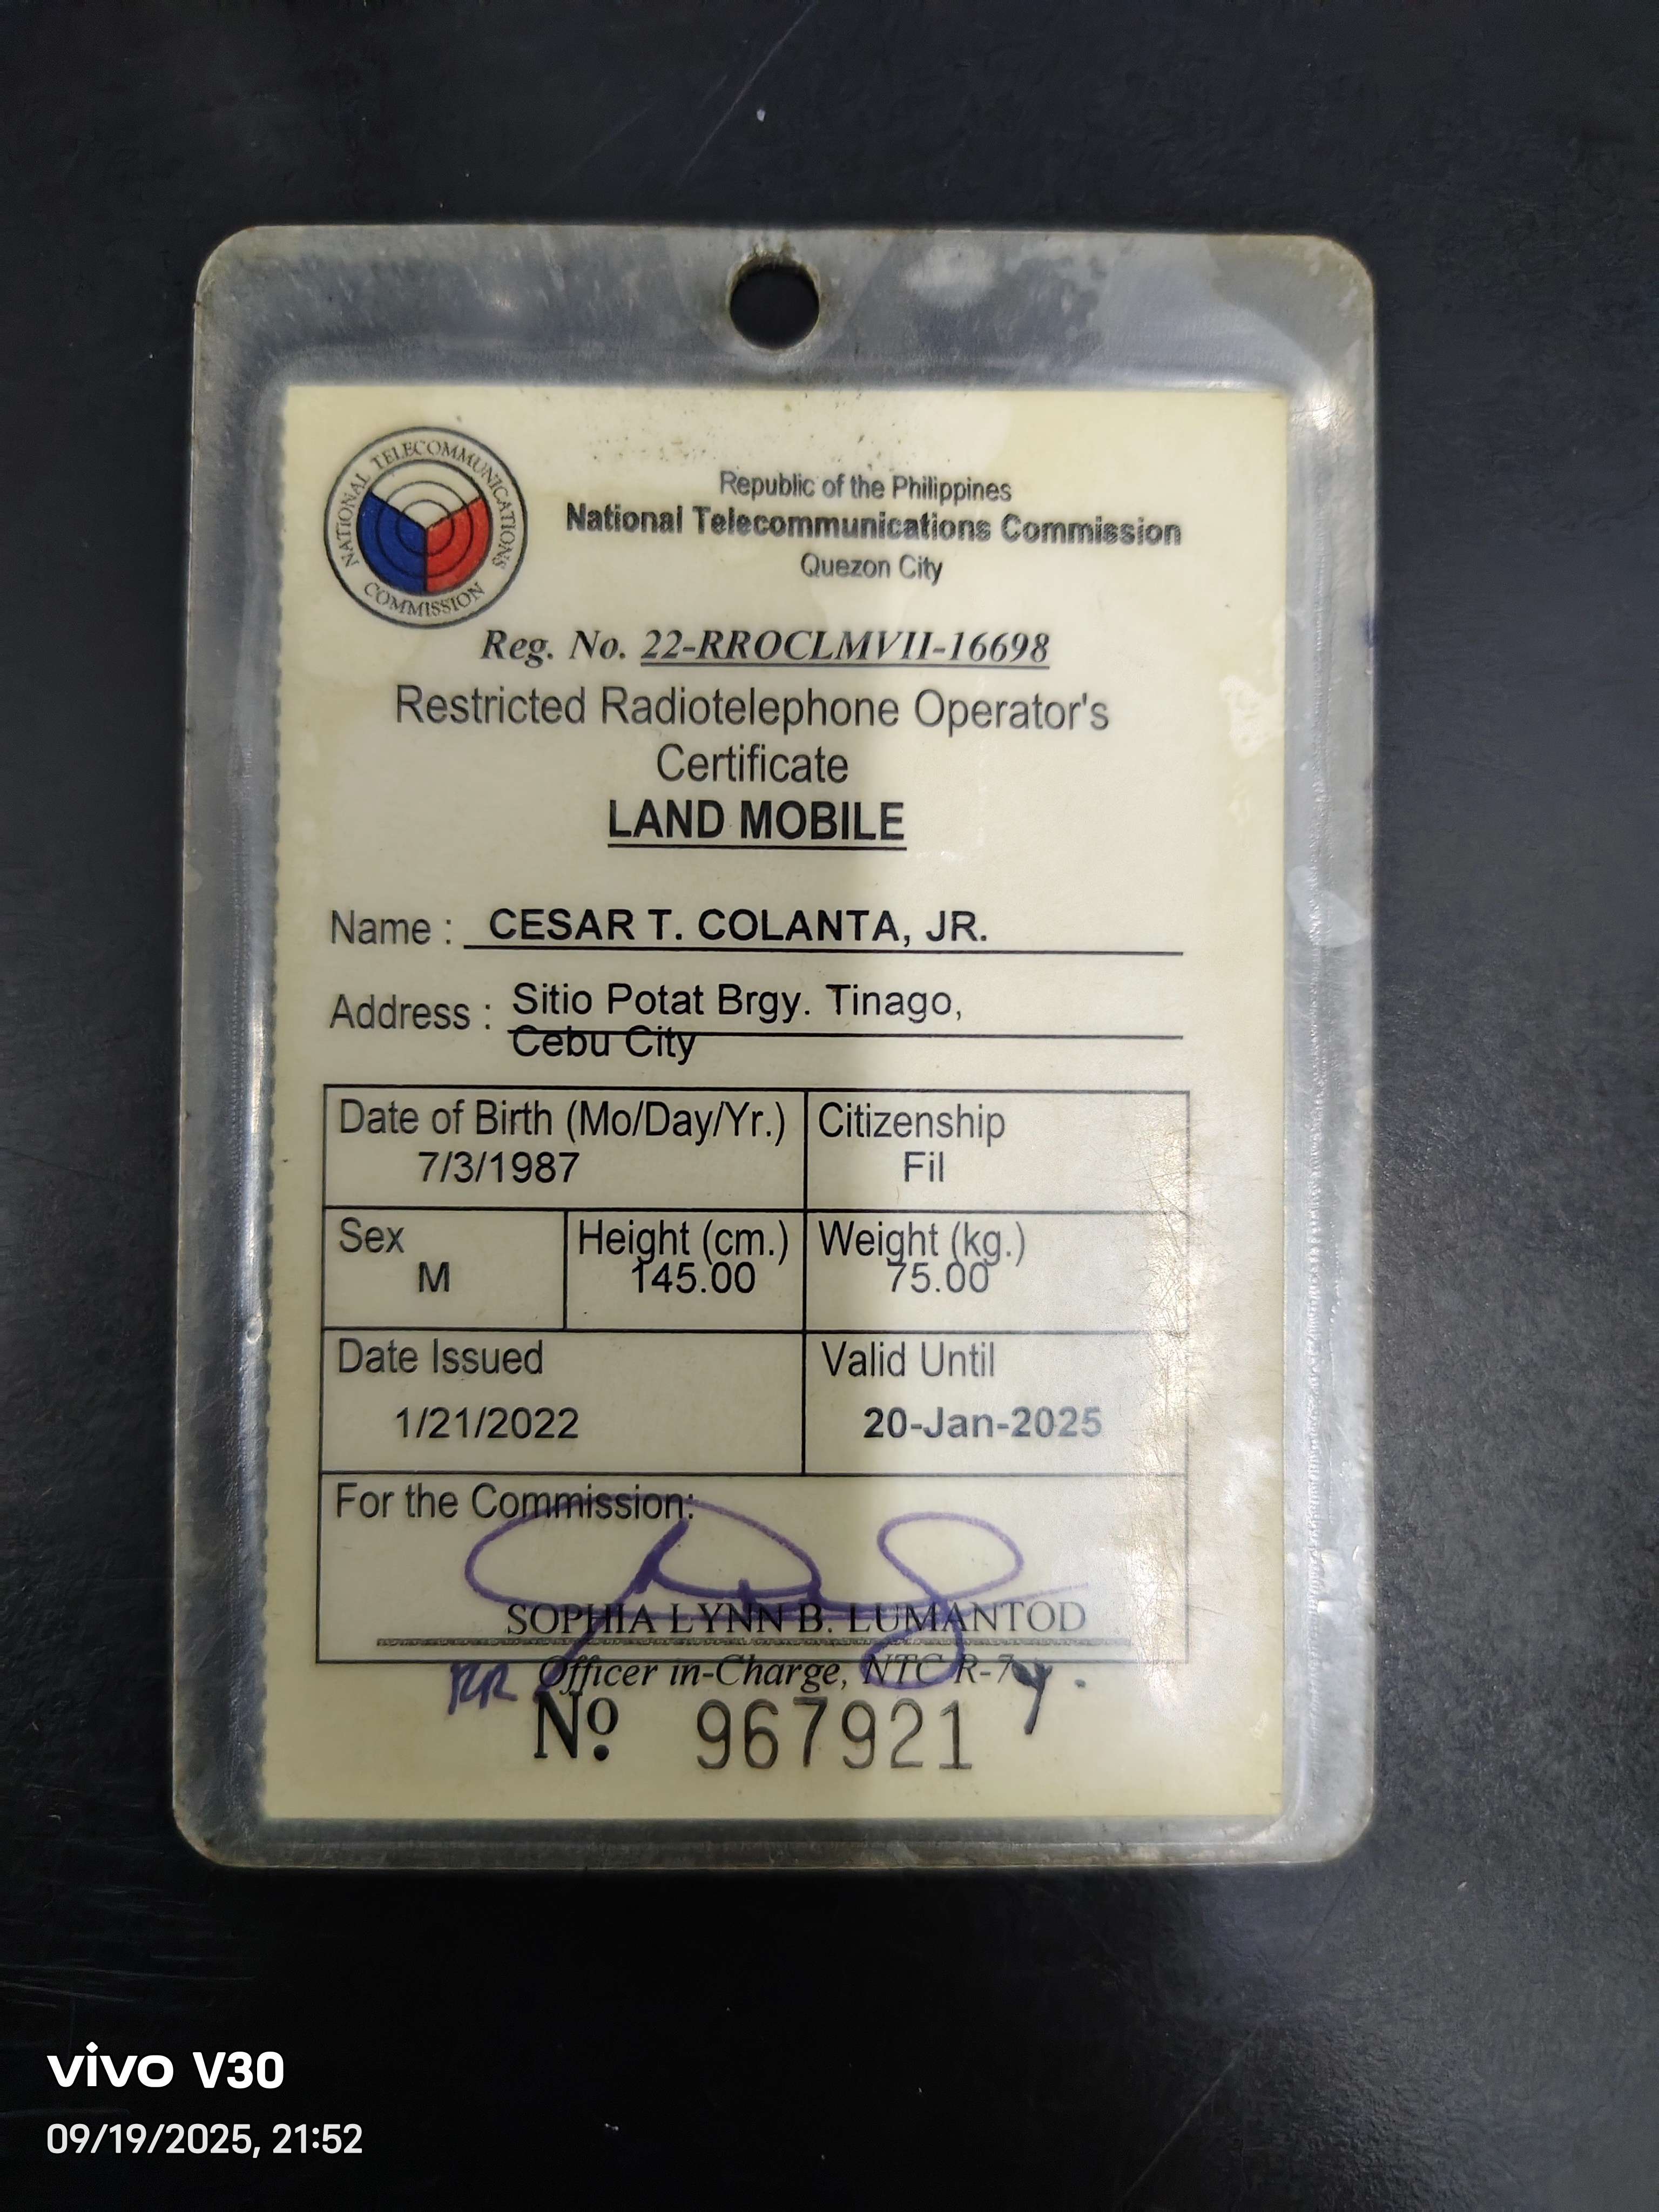 NATIONAL TELECOMMUNICATIONS COMMISSION
Republic of the Philippines
National Telecommunications Commission
Quezon City
Reg. No. 22-RROCLMVII-16698
Restricted Radiotelephone Operator's
Certificate
LAND MOBILE
Name : CESAR T. COLANTA, JR.
Address : Sitio Potat Brgy. Tinago,
Cebu City
Date of Birth (Mo/Day/Yr.) Citizenship
7/3/1987 Fil
Sex Height (cm.) Weight (kg.)
M 145.00 75.00
Date Issued Valid Until
1/21/2022 20-Jan-2025
For the Commission:
SOPHIA LYNN B. LUMANTOD
Officer in-Charge, NTC R-7
Nº 967921
vivo V30
09/19/2025, 21:52